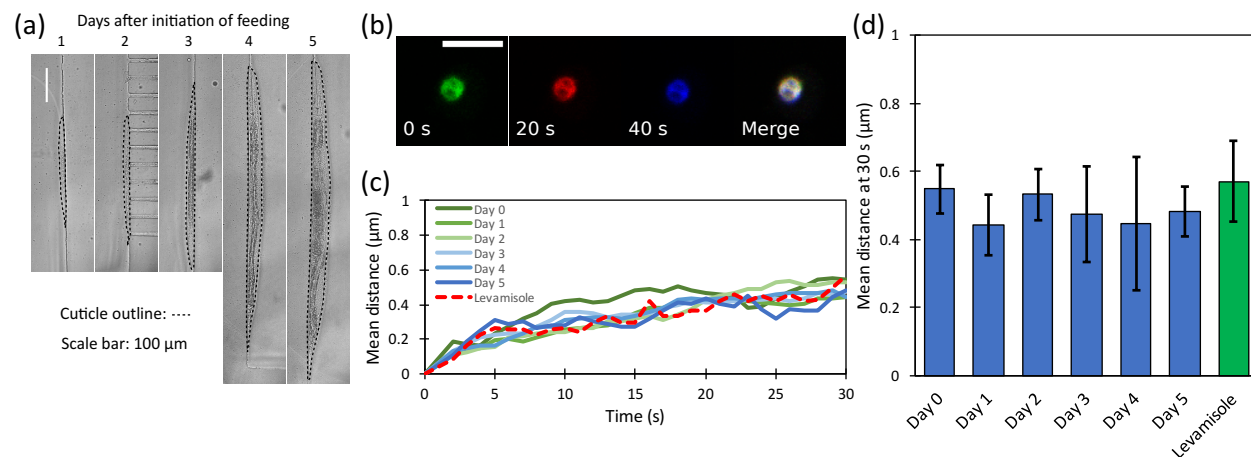 (a)
Days after initiation of feeding
1 2 3 4 5
Cuticle outline: ----
Scale bar: 100 µm
(b)
0 s 20 s 40 s Merge
(c)
Mean distance (µm)
1
0.8
0.6
0.4
0.2
0
Day 0
Day 1
Day 2
Day 3
Day 4
Day 5
Levamisole
0 5 10 15 20 25 30
Time (s)
(d)
Mean distance at 30 s (µm)
1
0.8
0.6
0.4
0.2
0
Day 0 Day 1 Day 2 Day 3 Day 4 Day 5 Levamisole